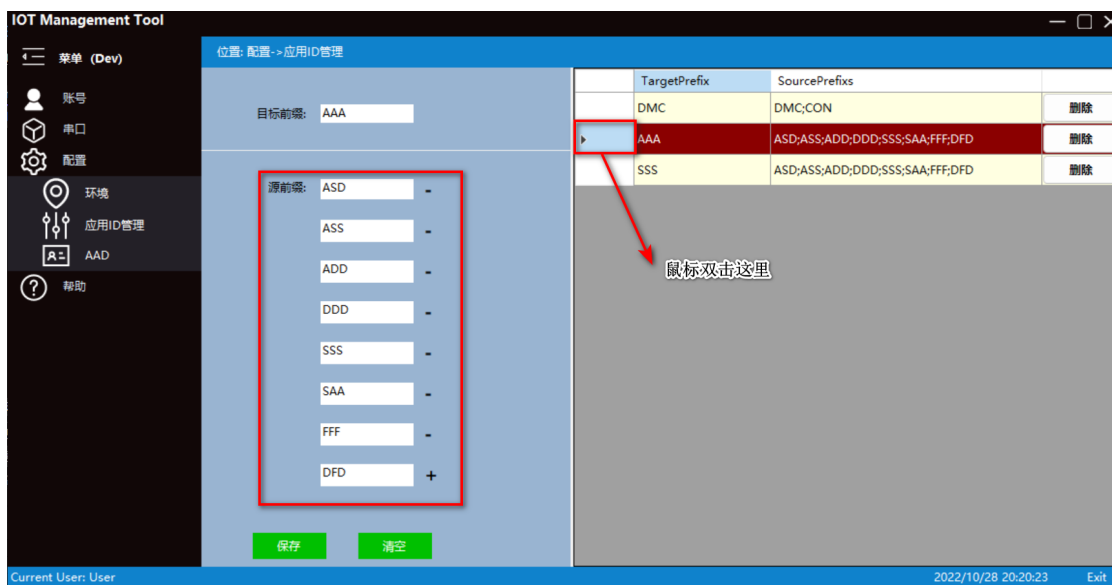 IOT Management Tool
菜单 (Dev)
位置: 配置->应用ID管理
账号
串口
配置
环境
应用ID管理
AAD
帮助
目标前缀: AAA
源前缀: ASD -
ASS -
ADD -
DDD -
SSS -
SAA -
FFF -
DFD +
保存 清空
TargetPrefix SourcePrefixs
DMC DMC;CON 删除
AAA ASD;ASS;ADD;DDD;SSS;SAA;FFF;DFD 删除
SSS ASD;ASS;ADD;DDD;SSS;SAA;FFF;DFD 删除
鼠标双击这里
Current User: User 2022/10/28 20:20:23 Exit